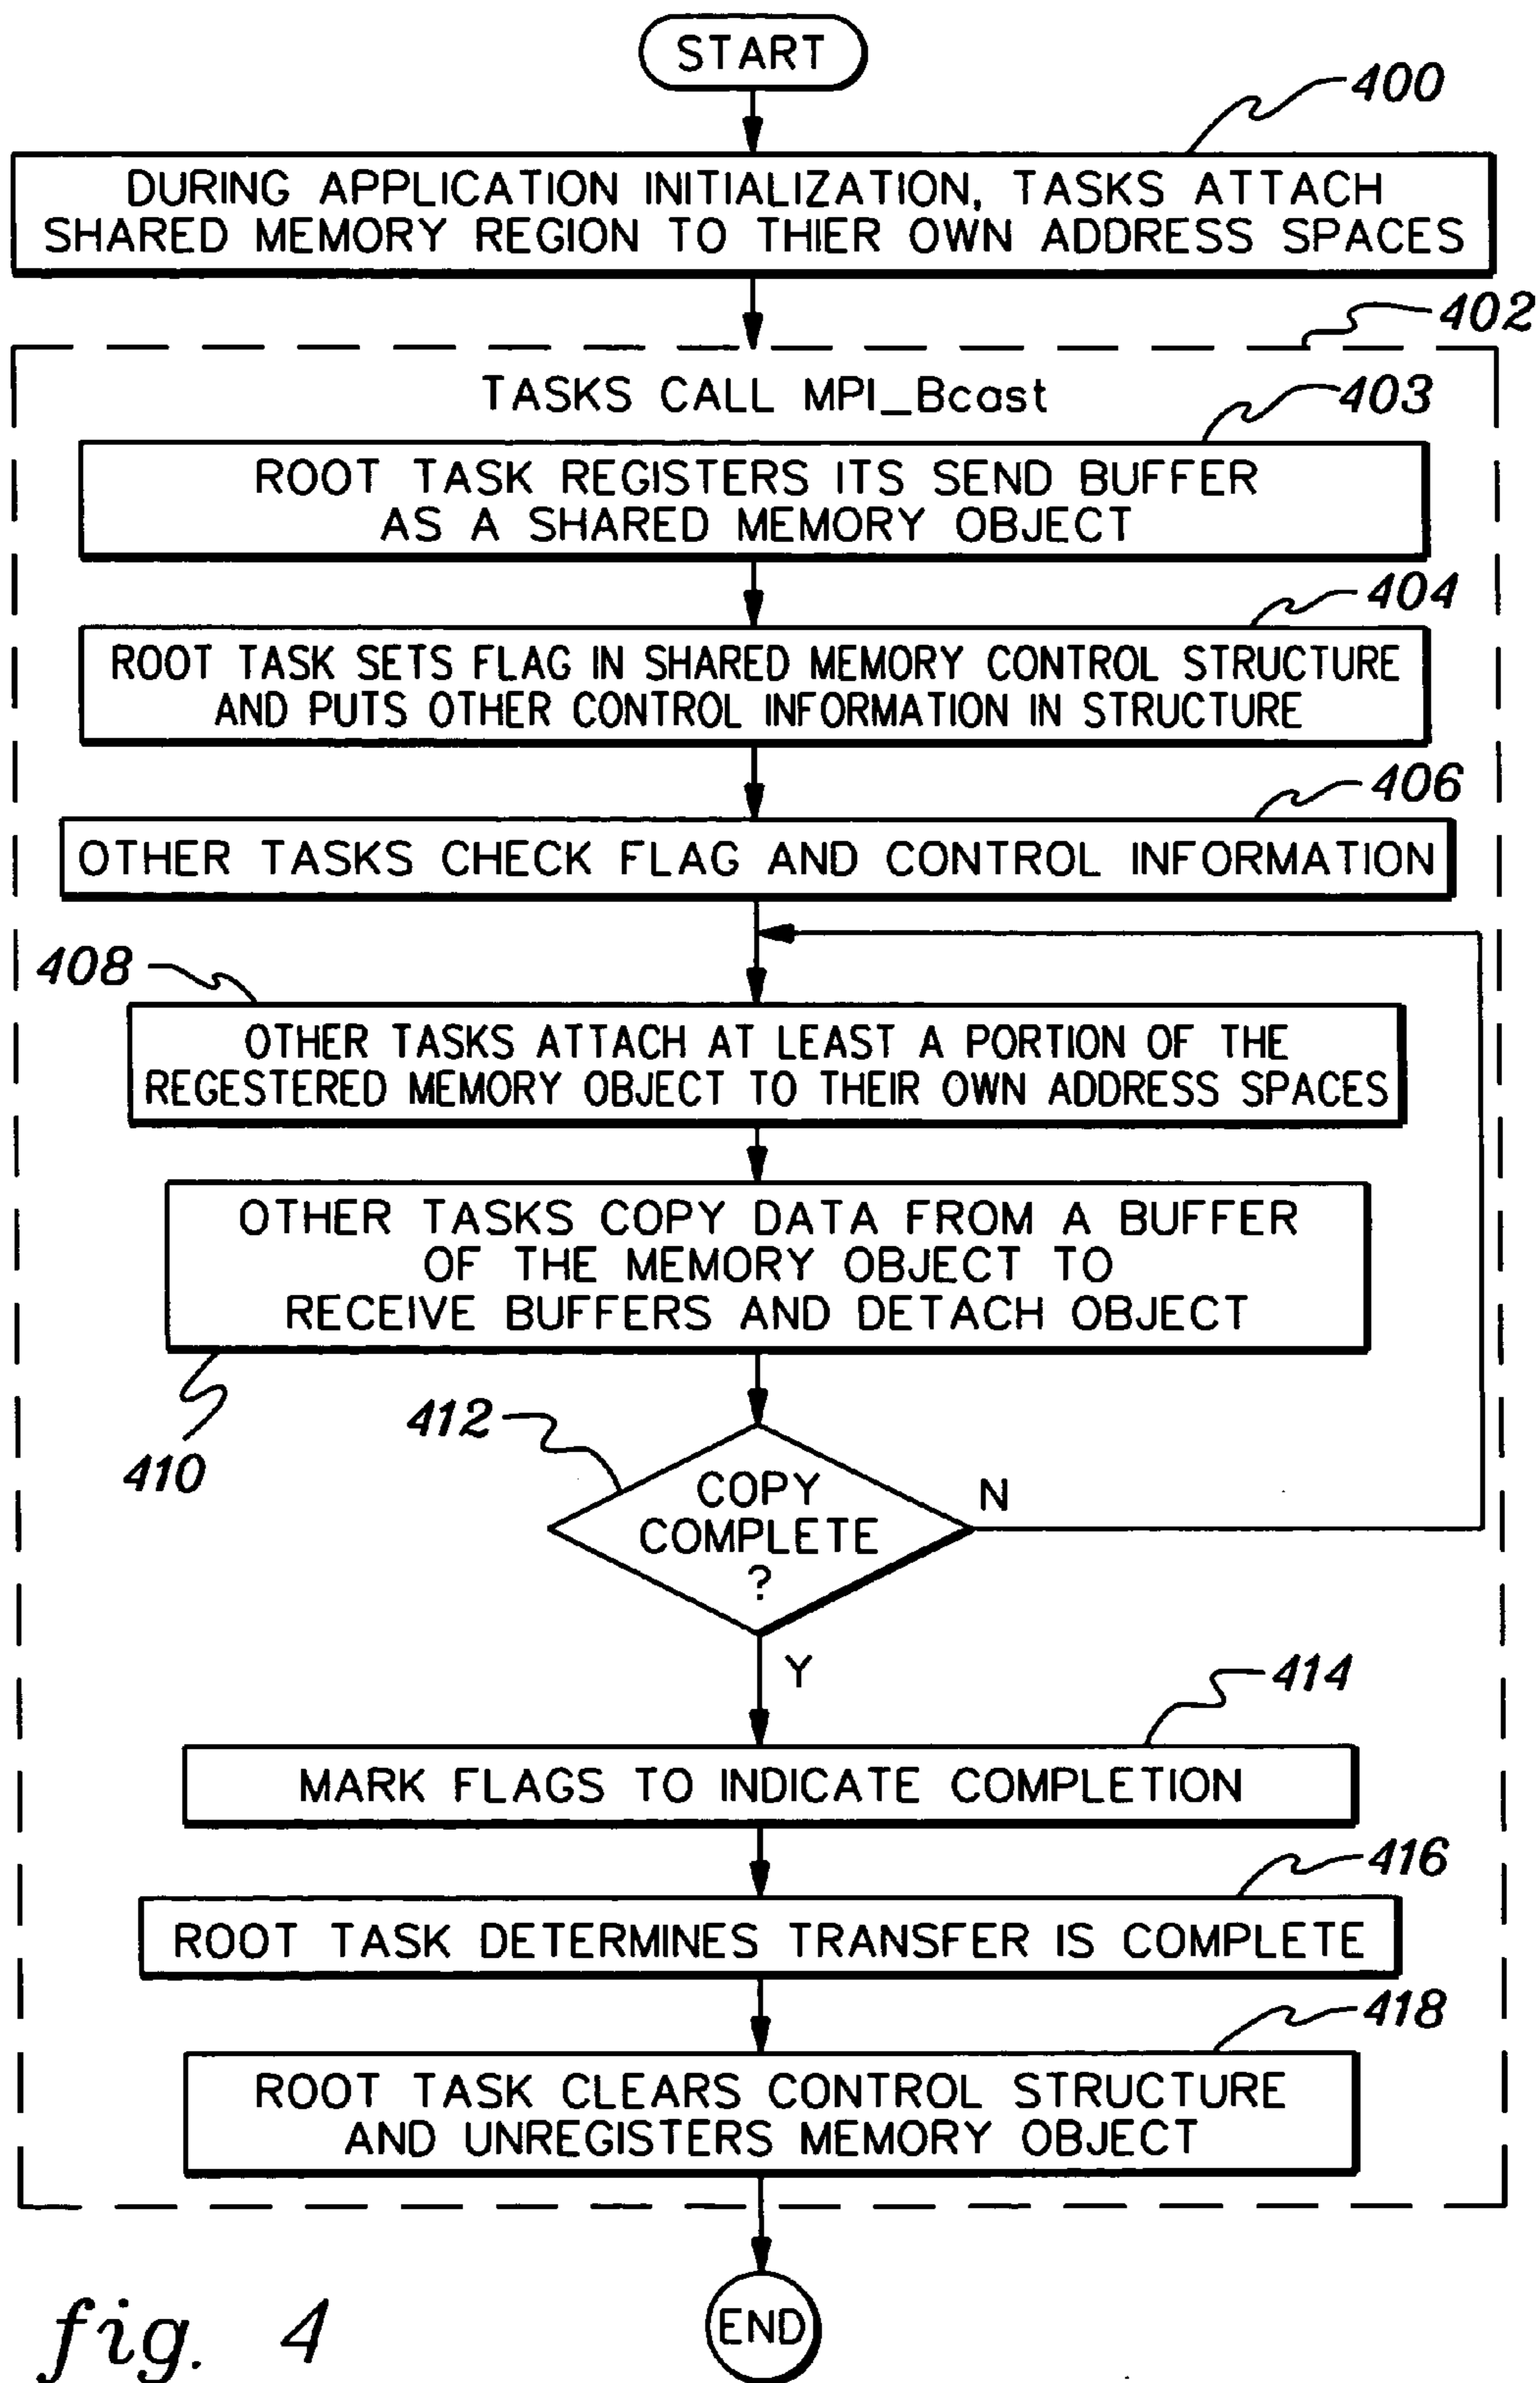 START
400
DURING APPLICATION INITIALIZATION, TASKS ATTACH
SHARED MEMORY REGION TO THIER OWN ADDRESS SPACES
402
TASKS CALL MPI_Bcast
403
ROOT TASK REGISTERS ITS SEND BUFFER
AS A SHARED MEMORY OBJECT
404
ROOT TASK SETS FLAG IN SHARED MEMORY CONTROL STRUCTURE
AND PUTS OTHER CONTROL INFORMATION IN STRUCTURE
406
OTHER TASKS CHECK FLAG AND CONTROL INFORMATION
408
OTHER TASKS ATTACH AT LEAST A PORTION OF THE
REGESTERED MEMORY OBJECT TO THEIR OWN ADDRESS SPACES
OTHER TASKS COPY DATA FROM A BUFFER
OF THE MEMORY OBJECT TO
RECEIVE BUFFERS AND DETACH OBJECT
410
412
COPY
COMPLETE
?
N
Y
414
MARK FLAGS TO INDICATE COMPLETION
416
ROOT TASK DETERMINES TRANSFER IS COMPLETE
418
ROOT TASK CLEARS CONTROL STRUCTURE
AND UNREGISTERS MEMORY OBJECT
END
fig. 4